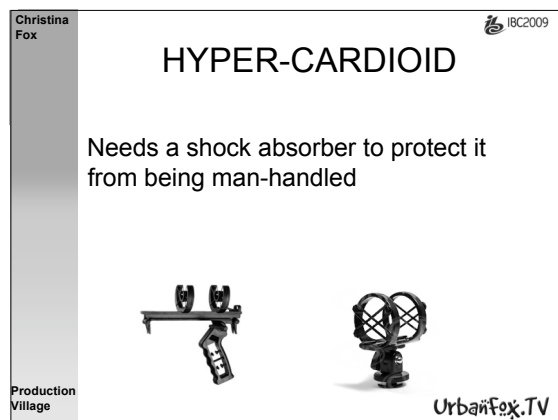 Christina
Fox
IBC2009
HYPER-CARDIOID
Needs a shock absorber to protect it
from being man-handled
Production
Village
UrbanFox.TV